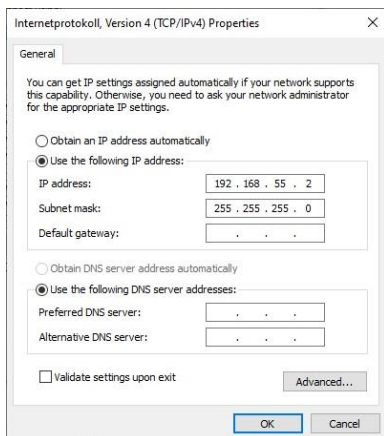 Internetprotokoll, Version 4 (TCP/IPv4) Properties
General
You can get IP settings assigned automatically if your network supports
this capability. Otherwise, you need to ask your network administrator
for the appropriate IP settings.
Obtain an IP address automatically
Use the following IP address:
IP address: 192 . 168 . 55 . 2
Subnet mask: 255 . 255 . 255 . 0
Default gateway: . . .
Obtain DNS server address automatically
Use the following DNS server addresses:
Preferred DNS server: . . .
Alternative DNS server: . . .
Validate settings upon exit
Advanced...
OK Cancel